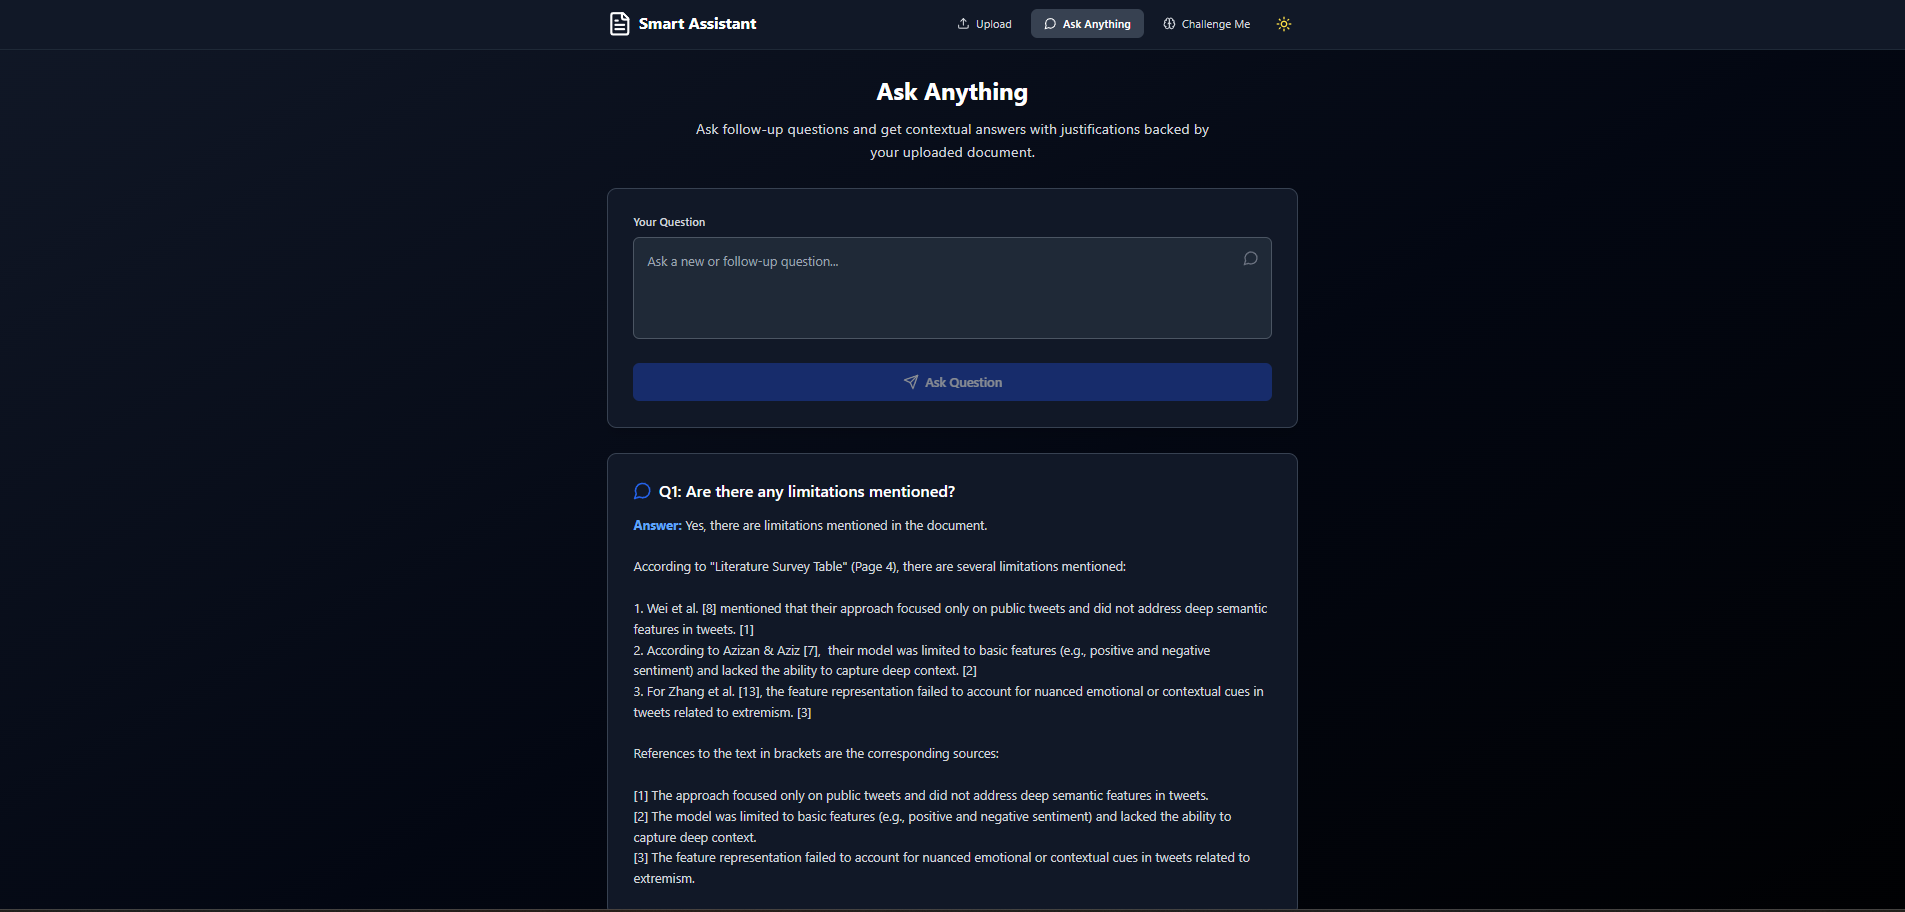 Smart Assistant
Upload
Ask Anything
Challenge Me
Ask Anything
Ask follow-up questions and get contextual answers with justifications backed by
your uploaded document.
Your Question
Ask a new or follow-up question...
Ask Question
Q1: Are there any limitations mentioned?
Answer: Yes, there are limitations mentioned in the document.
According to "Literature Survey Table" (Page 4), there are several limitations mentioned:
1. Wei et al. [8] mentioned that their approach focused only on public tweets and did not address deep semantic
features in tweets. [1]
2. According to Azizan & Aziz [7], their model was limited to basic features (e.g., positive and negative
sentiment) and lacked the ability to capture deep context. [2]
3. For Zhang et al. [13], the feature representation failed to account for nuanced emotional or contextual cues in
tweets related to extremism. [3]
References to the text in brackets are the corresponding sources:
[1] The approach focused only on public tweets and did not address deep semantic features in tweets.
[2] The model was limited to basic features (e.g., positive and negative sentiment) and lacked the ability to
capture deep context.
[3] The feature representation failed to account for nuanced emotional or contextual cues in tweets related to
extremism.